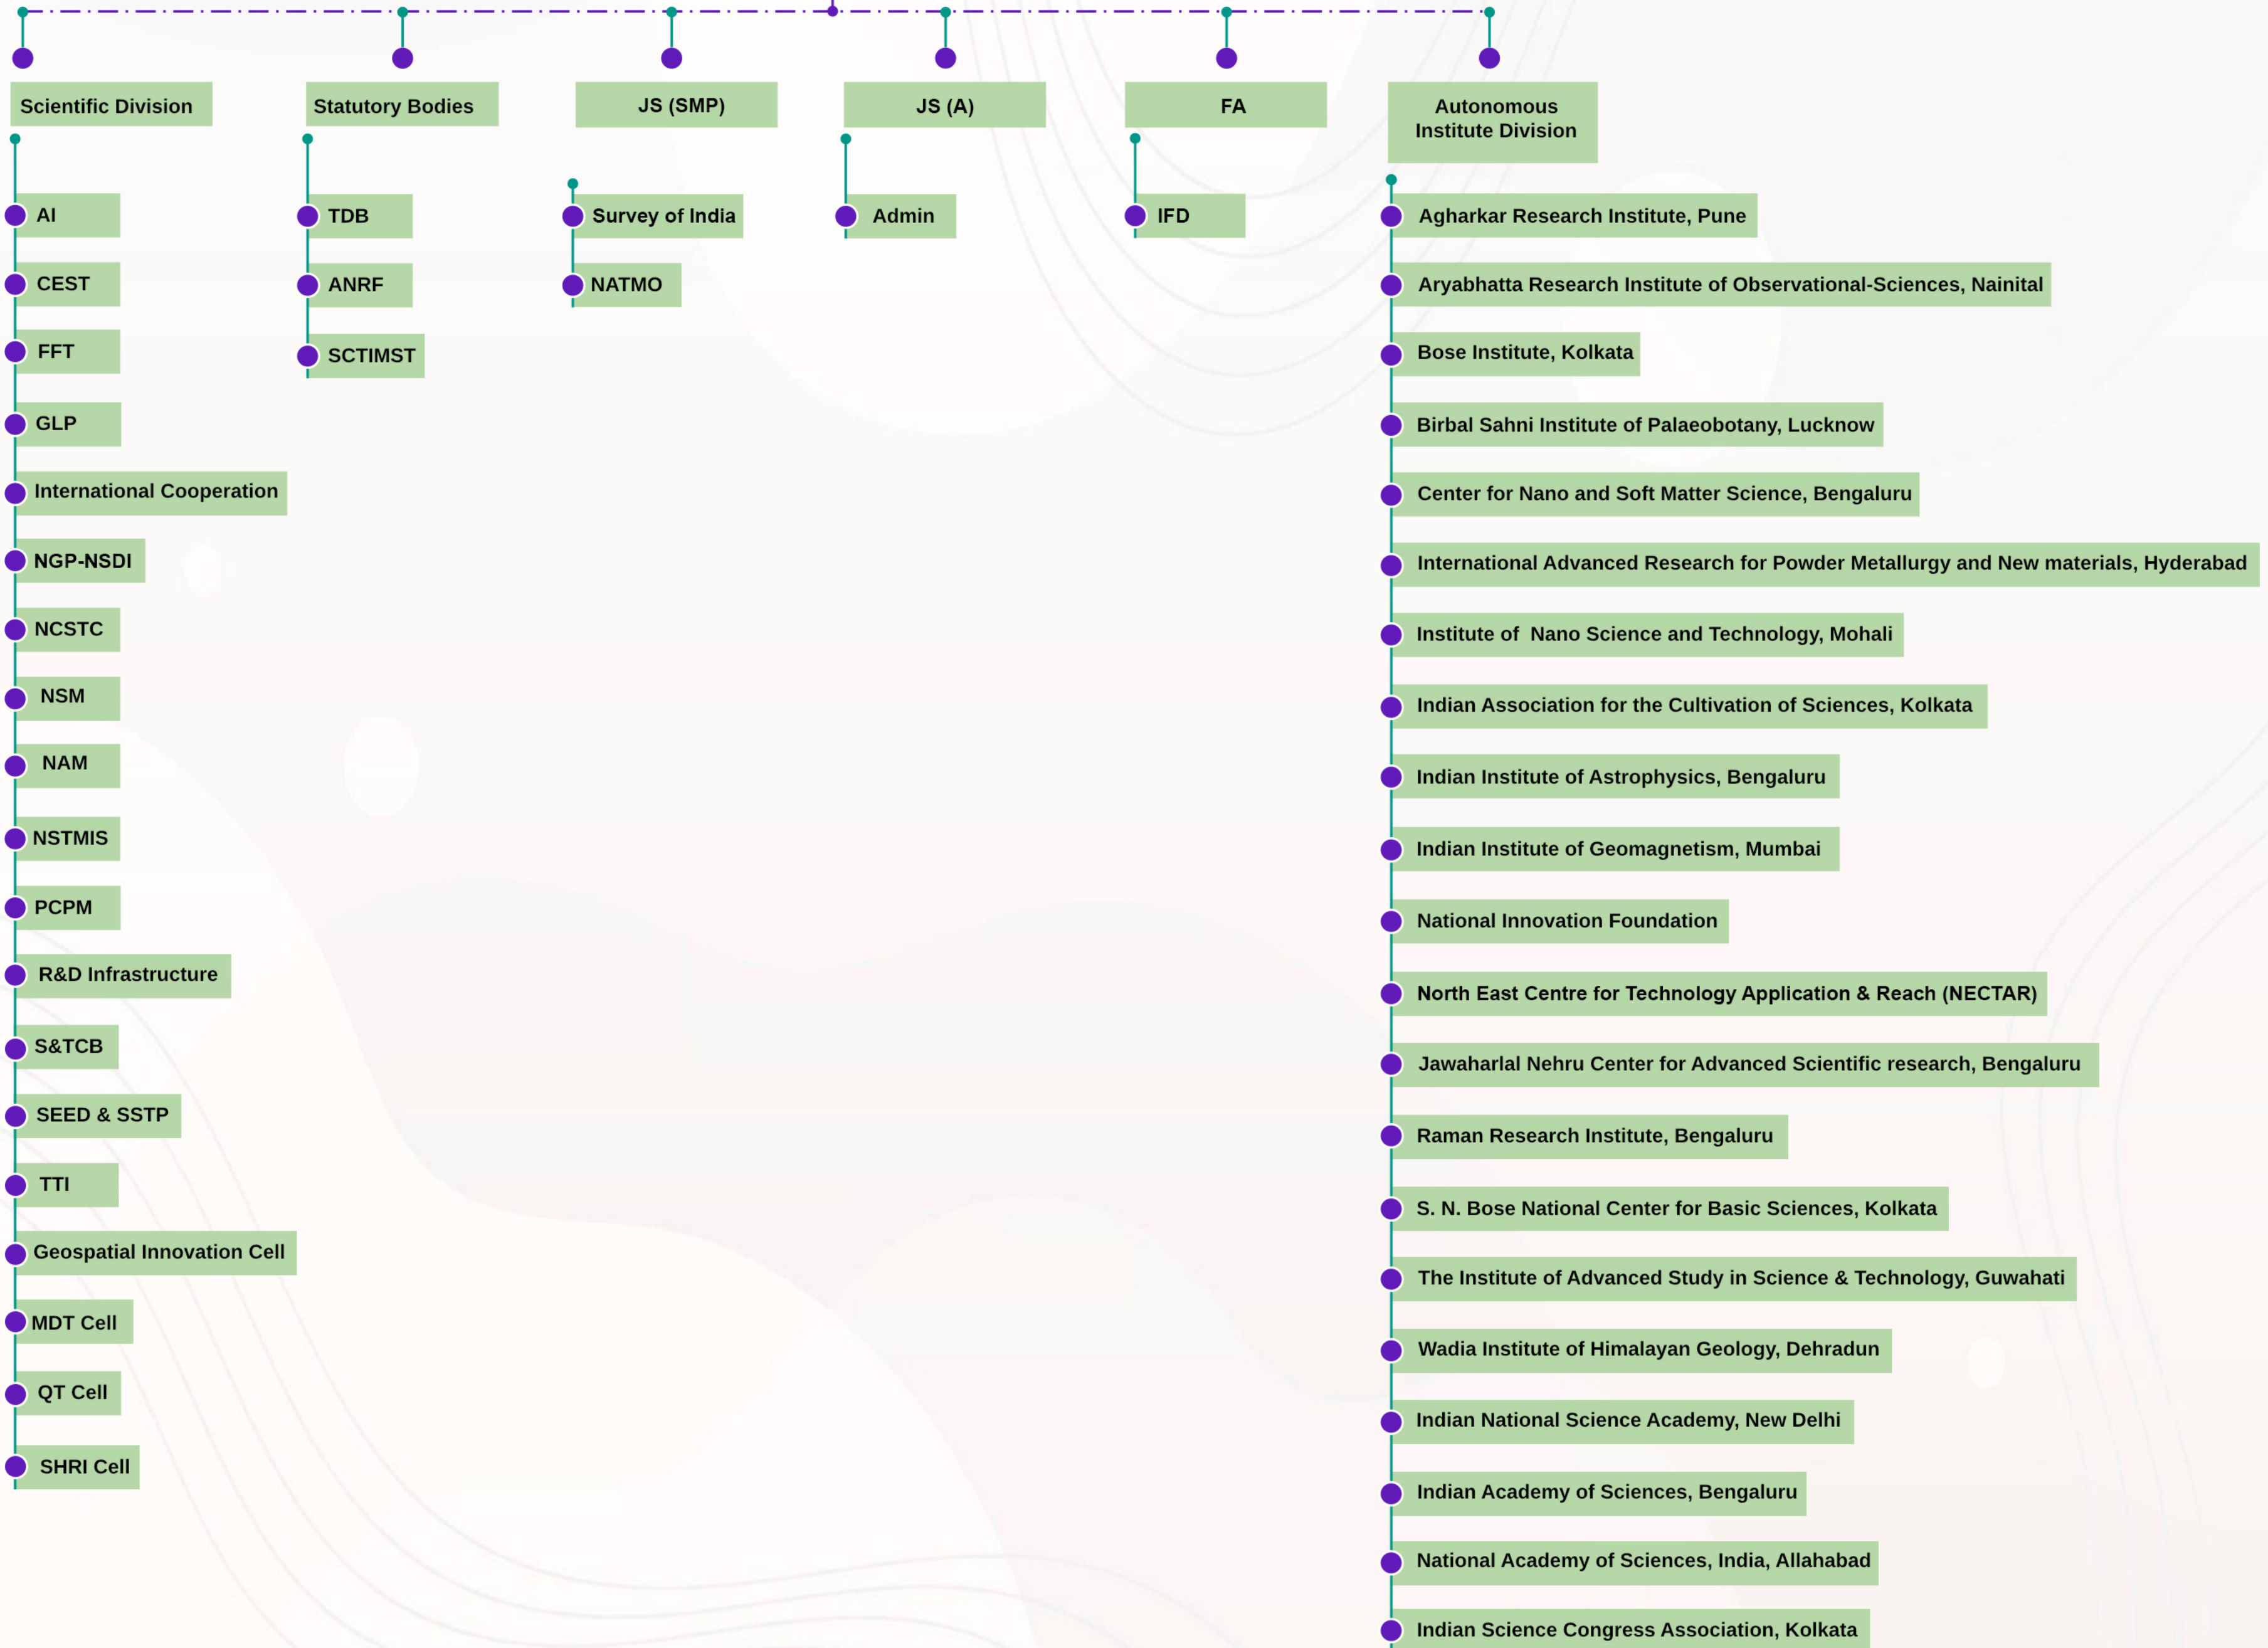 Scientific Division
AI
CEST
FFT
GLP
International Cooperation
NGP-NSDI
NCSTC
NSM
NAM
NSTMIS
PCPM
R&D Infrastructure
S&TCB
SEED & SSTP
TTI
Geospatial Innovation Cell
MDT Cell
QT Cell
SHRI Cell
Statutory Bodies
TDB
ANRF
SCTIMST
JS (SMP)
Survey of India
NATMO
JS (A)
Admin
FA
IFD
Autonomous
Institute Division
Agharkar Research Institute, Pune
Aryabhatta Research Institute of Observational-Sciences, Nainital
Bose Institute, Kolkata
Birbal Sahni Institute of Palaeobotany, Lucknow
Center for Nano and Soft Matter Science, Bengaluru
International Advanced Research for Powder Metallurgy and New materials, Hyderabad
Institute of  Nano Science and Technology, Mohali
Indian Association for the Cultivation of Sciences, Kolkata
Indian Institute of Astrophysics, Bengaluru
Indian Institute of Geomagnetism, Mumbai
National Innovation Foundation
North East Centre for Technology Application & Reach (NECTAR)
Jawaharlal Nehru Center for Advanced Scientific research, Bengaluru
Raman Research Institute, Bengaluru
S. N. Bose National Center for Basic Sciences, Kolkata
The Institute of Advanced Study in Science & Technology, Guwahati
Wadia Institute of Himalayan Geology, Dehradun
Indian National Science Academy, New Delhi
Indian Academy of Sciences, Bengaluru
National Academy of Sciences, India, Allahabad
Indian Science Congress Association, Kolkata